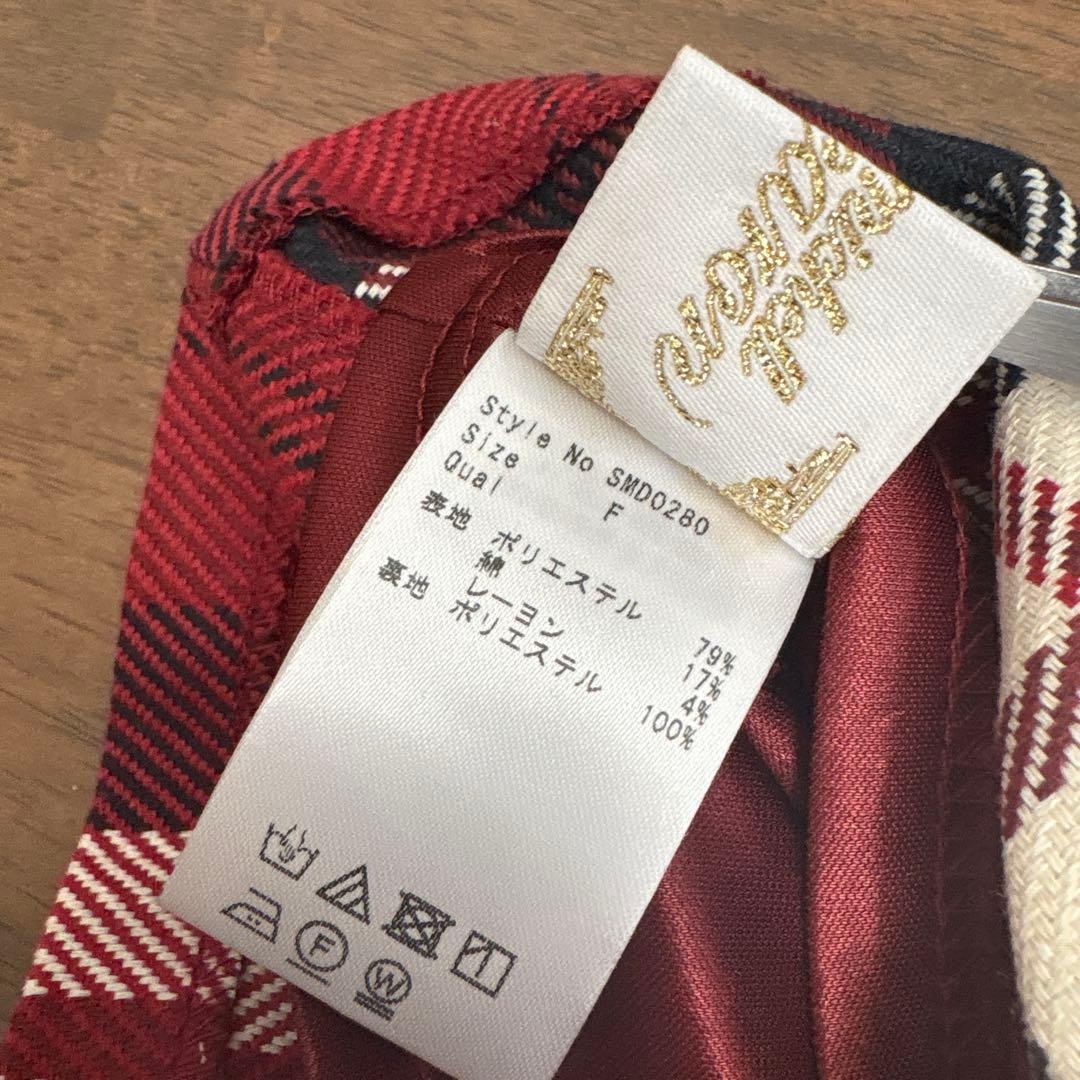 Style No SMD0280
Size F
Qual
表地 ポリエステル 79%
綿 17%
レーヨン 4%
裏地 ポリエステル 100%
F
W